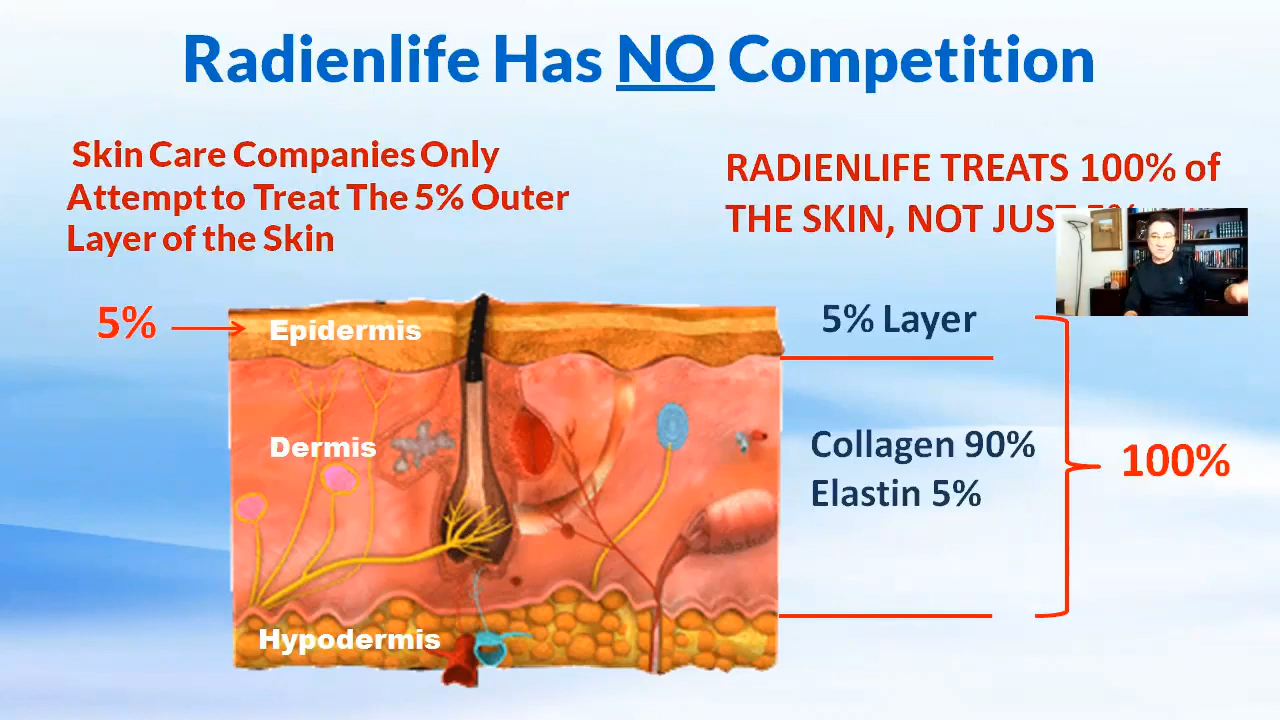 Radienlife Has NO Competition
Skin Care Companies Only
Attempt to Treat The 5% Outer
Layer of the Skin
RADIENLIFE TREATS 100% of
THE SKIN, NOT JUST 5%
5%
Epidermis
5% Layer
Dermis
Collagen 90%
Elastin 5%
100%
Hypodermis